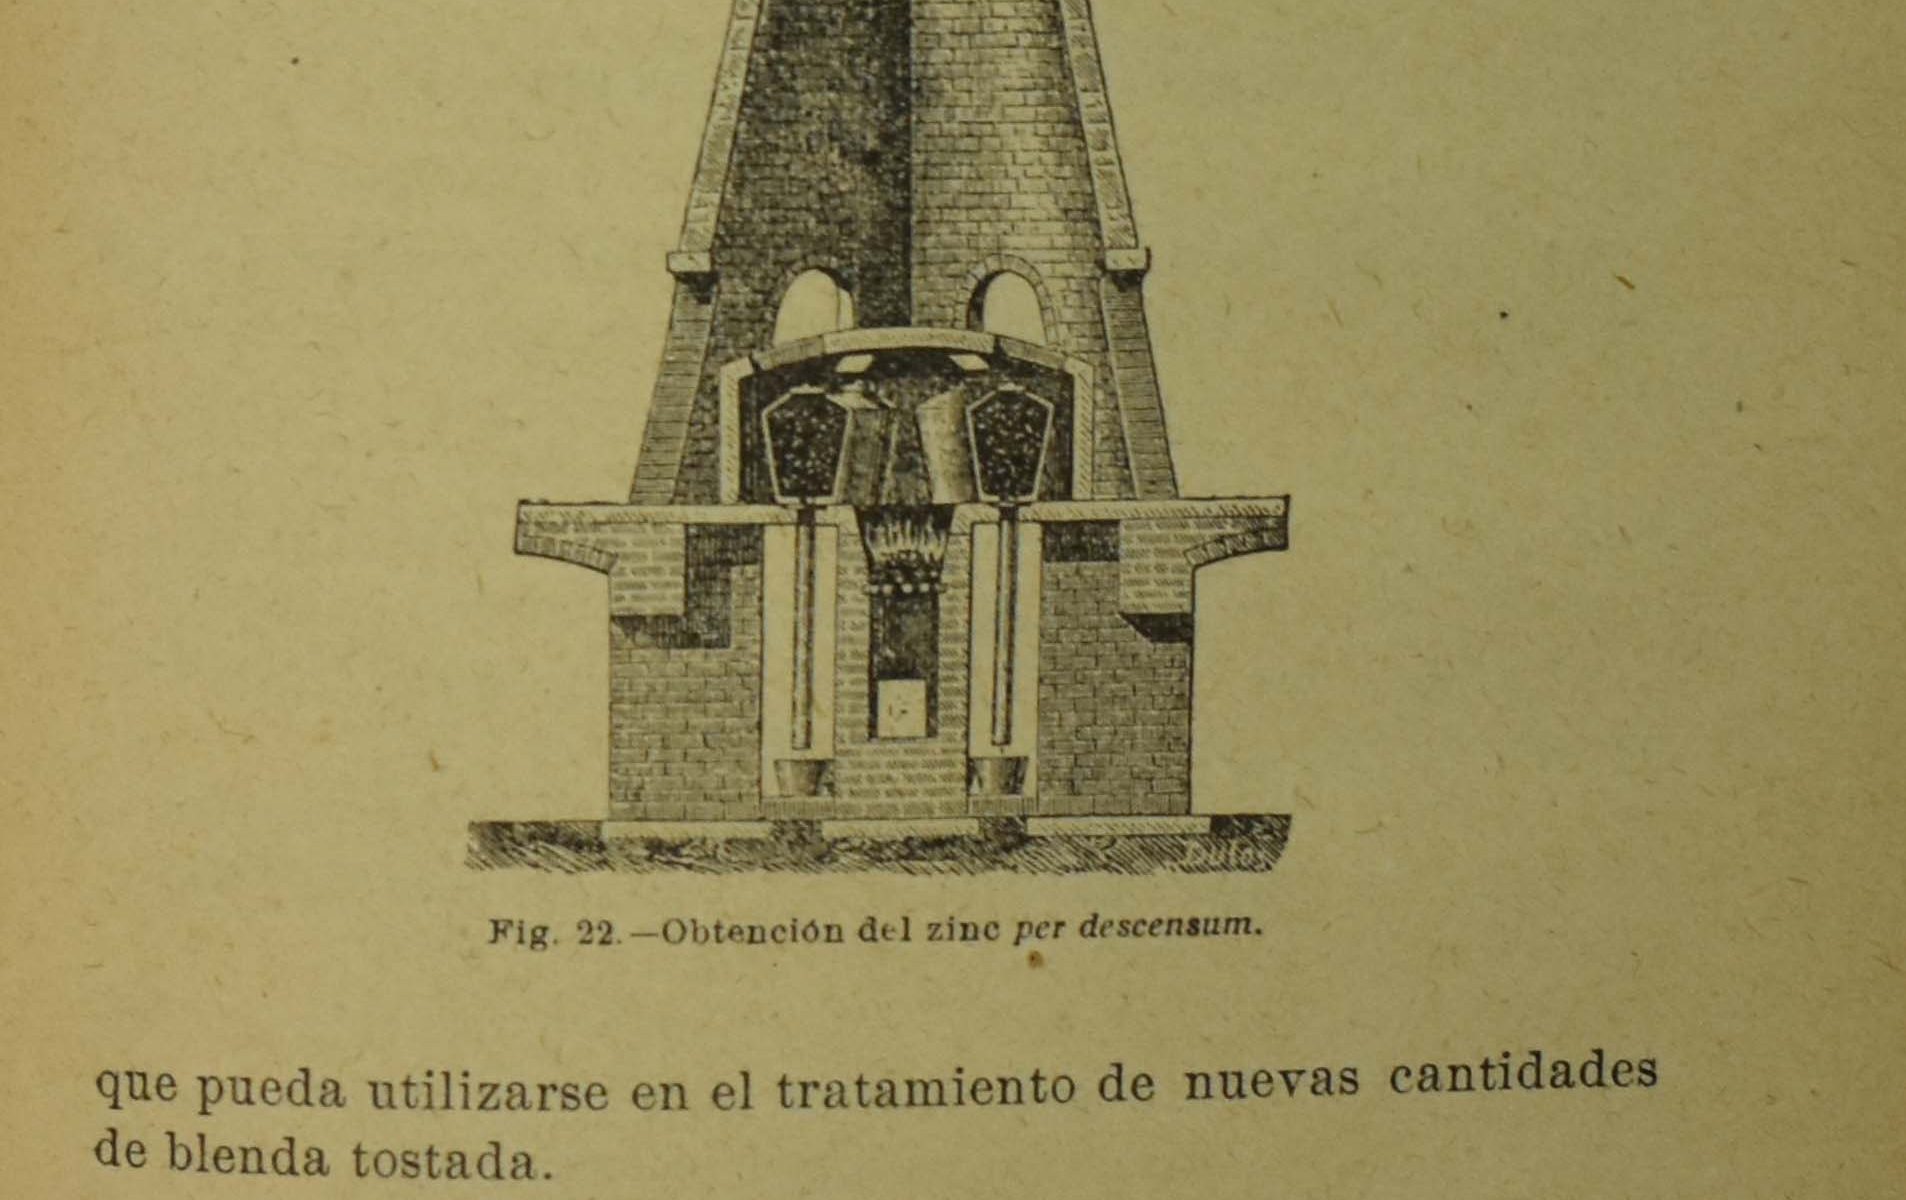 Fig. 22.—Obtención del zinc per descensum.
que pueda utilizarse en el tratamiento de nuevas cantidades
de blenda tostada.